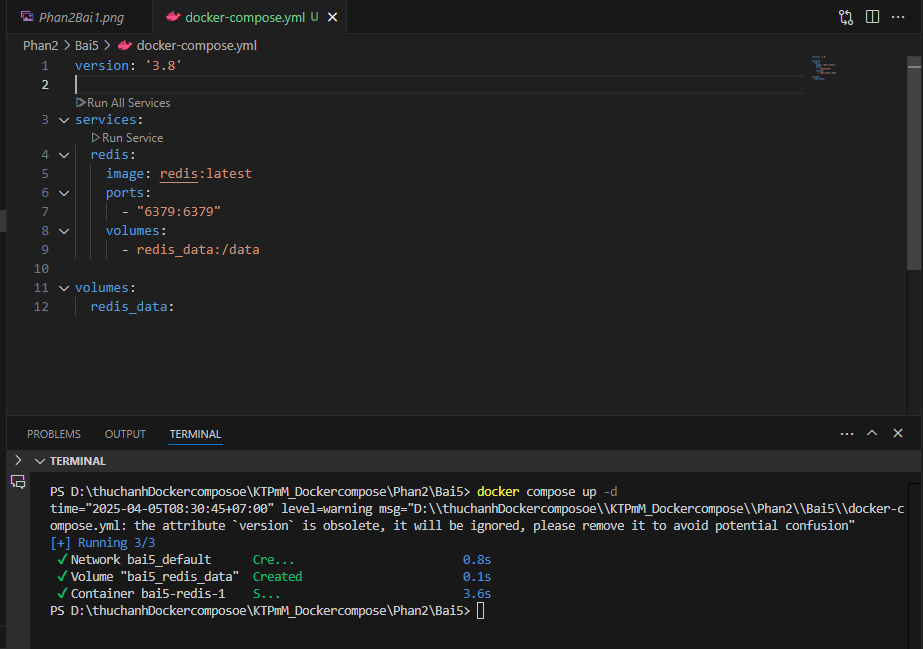 Phan2Bai1.png
docker-compose.yml U
Phan2 > Bai5 > docker-compose.yml
1 version: '3.8'
2
Run All Services
3 services:
Run Service
4 redis:
5 image: redis:latest
6 ports:
7 - "6379:6379"
8 volumes:
9 - redis_data:/data
10
11 volumes:
12 redis_data:
PROBLEMS OUTPUT TERMINAL
TERMINAL
PS D:\thuchanhDockercomposoe\KTPmM_Dockercompose\Phan2\Bai5> docker compose up -d
time="2025-04-05T08:30:45+07:00" level=warning msg="D:\\thuchanhDockercomposoe\\KTPmM_Dockercompose\\Phan2\\Bai5\\docker-c
ompose.yml: the attribute `version` is obsolete, it will be ignored, please remove it to avoid potential confusion"
[+] Running 3/3
✓ Network bai5_default Cre... 0.8s
✓ Volume "bai5_redis_data" Created 0.1s
✓ Container bai5-redis-1 S... 3.6s
PS D:\thuchanhDockercomposoe\KTPmM_Dockercompose\Phan2\Bai5>